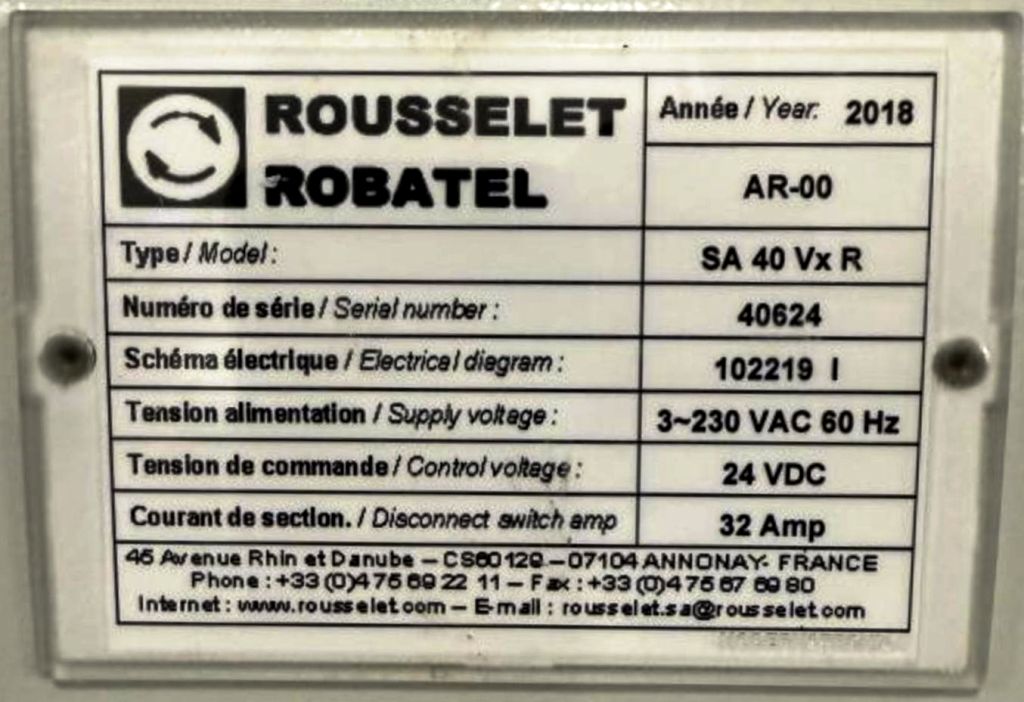 ROUSSELET
ROBATEL
Année / Year: 2018
AR-00
Type / Model : SA 40 Vx R
Numéro de série / Serial number : 40624
Schéma électrique / Electrical diagram : 102219 I
Tension alimentation / Supply voltage : 3~230 VAC 60 Hz
Tension de commande / Control voltage : 24 VDC
Courant de section. / Disconnect switch amp 32 Amp
45 Avenue Rhin et Danube – CS60129 – 07104 ANNONAY- FRANCE
Phone : +33 (0)4 75 69 22 11 – Fax : +33 (0)4 75 67 69 80
Internet : www.rousselet.com – E-mail : rousselet.sa@rousselet.com